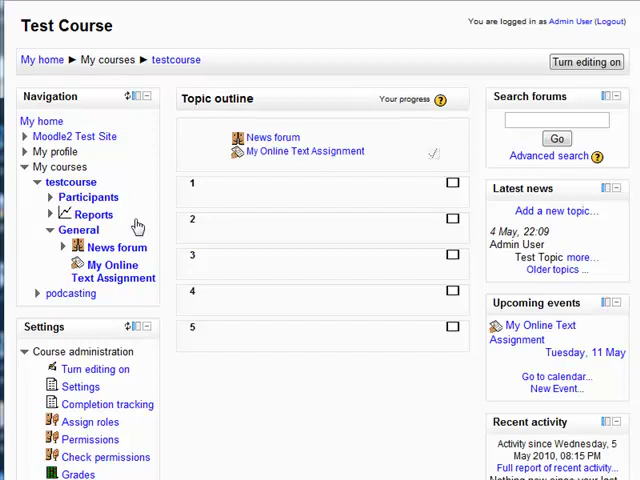 Test Course
You are logged in as Admin User (Logout)
My home ► My courses ► testcourse
Turn editing on
Navigation
My home
Moodle2 Test Site
My profile
My courses
testcourse
Participants
Reports
General
News forum
My Online
Text Assignment
podcasting
Settings
Course administration
Turn editing on
Settings
Completion tracking
Assign roles
Permissions
Check permissions
Grades
Topic outline
Your progress
News forum
My Online Text Assignment
1
2
3
4
5
Search forums
Go
Advanced search
Latest news
Add a new topic...
4 May, 22:09
Admin User
Test Topic more...
Older topics ...
Upcoming events
My Online Text
Assignment
Tuesday, 11 May
Go to calendar...
New Event...
Recent activity
Activity since Wednesday, 5
May 2010, 08:15 PM
Full report of recent activity...
Nothing new since your last